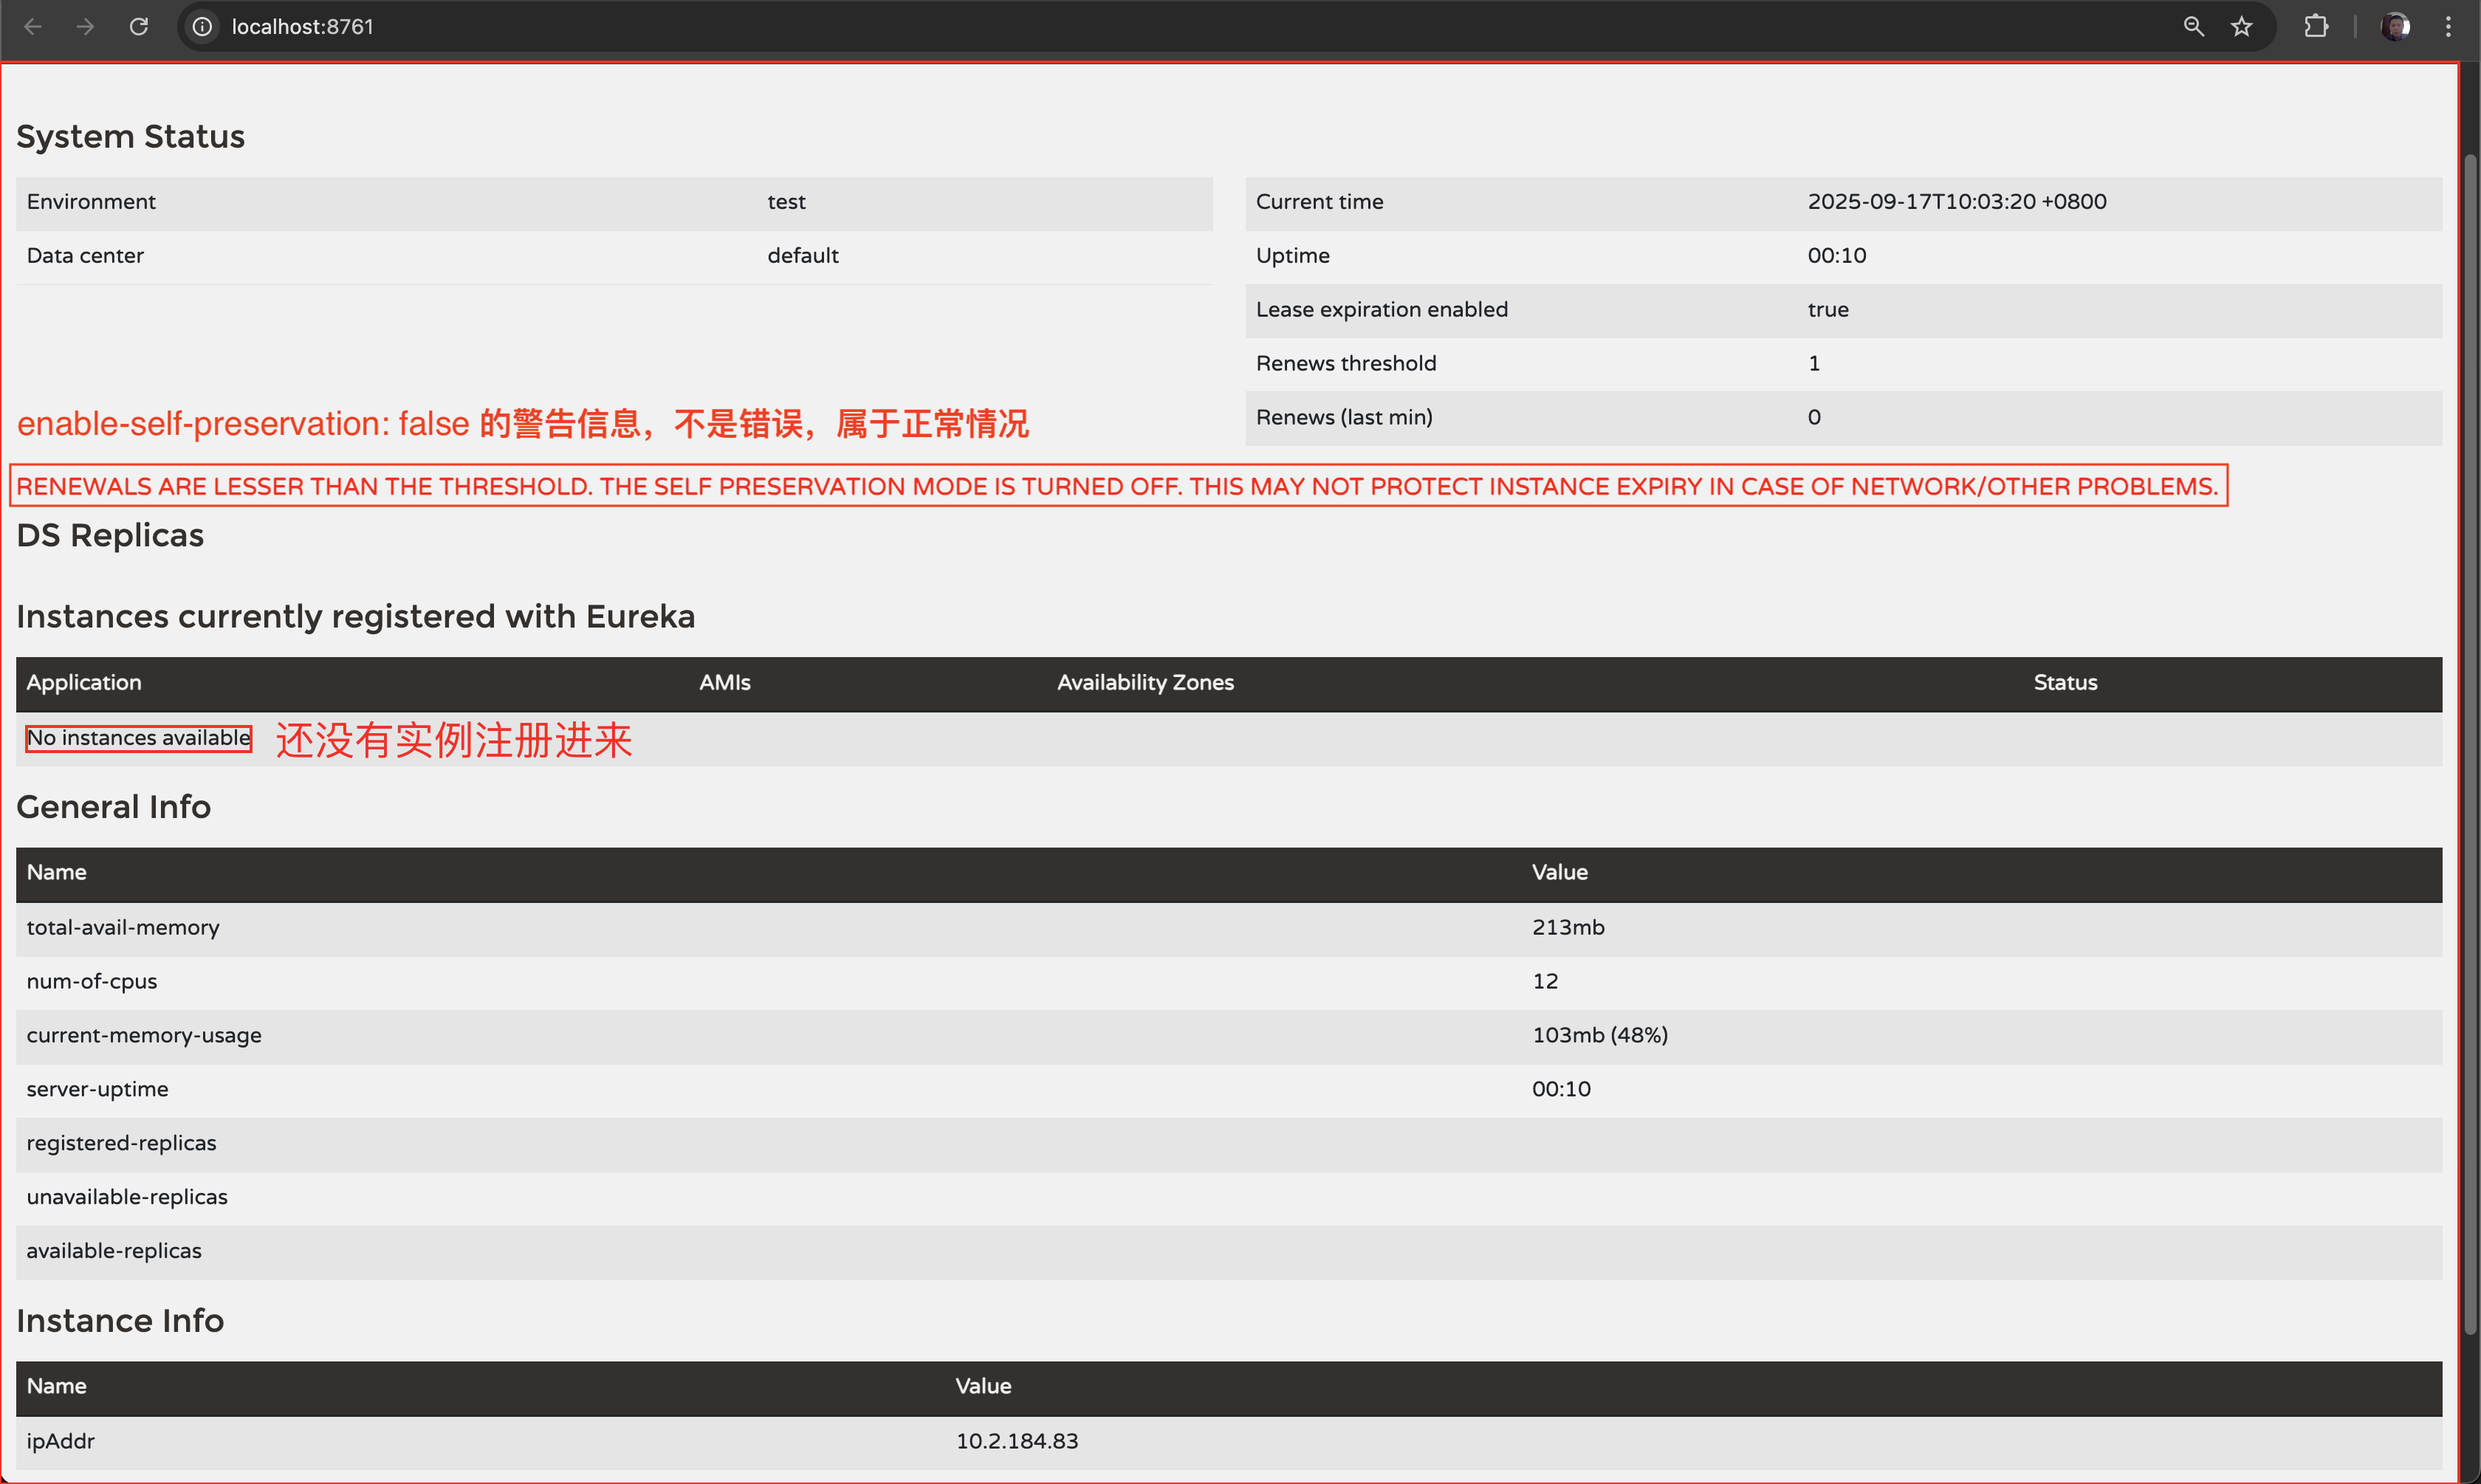 localhost:8761
System Status
Environment test
Data center default
Current time 2025-09-17T10:03:20 +0800
Uptime 00:10
Lease expiration enabled true
Renews threshold 1
Renews (last min) 0
enable-self-preservation: false 的警告信息，不是错误，属于正常情况
RENEWALS ARE LESSER THAN THE THRESHOLD. THE SELF PRESERVATION MODE IS TURNED OFF. THIS MAY NOT PROTECT INSTANCE EXPIRY IN CASE OF NETWORK/OTHER PROBLEMS.
DS Replicas
Instances currently registered with Eureka
Application AMIs Availability Zones Status
No instances available 还没有实例注册进来
General Info
Name Value
total-avail-memory 213mb
num-of-cpus 12
current-memory-usage 103mb (48%)
server-uptime 00:10
registered-replicas
unavailable-replicas
available-replicas
Instance Info
Name Value
ipAddr 10.2.184.83